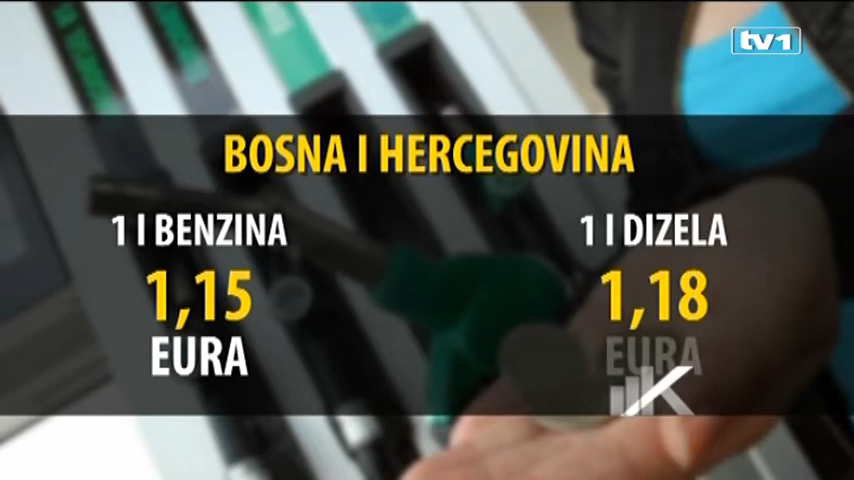 tv1
BOSNA I HERCEGOVINA
1 l BENZINA
1,15
EURA
1 l DIZELA
1,18
EURA
K